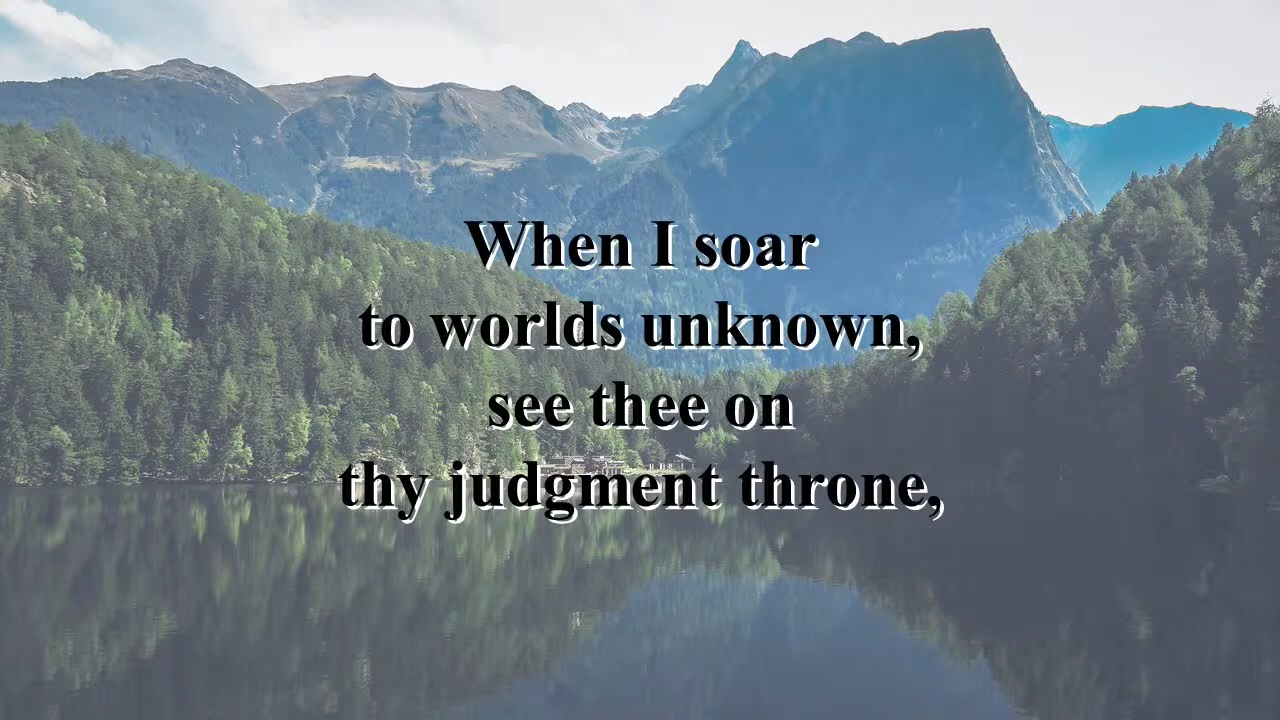 When I soar
to worlds unknown,
see thee on
thy judgment throne,